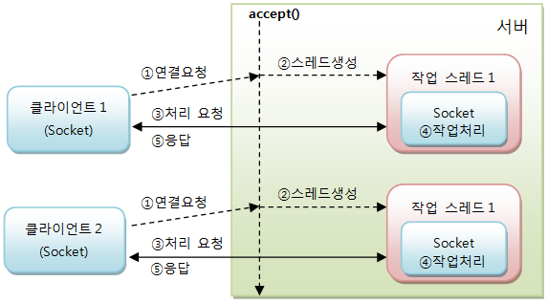 accept()
서버
①연결요청
②스레드생성
작업 스레드1
클라이언트1
(Socket)
③처리 요청
⑤응답
Socket
④작업처리
①연결요청
②스레드생성
작업 스레드1
클라이언트2
(Socket)
③처리 요청
⑤응답
Socket
④작업처리